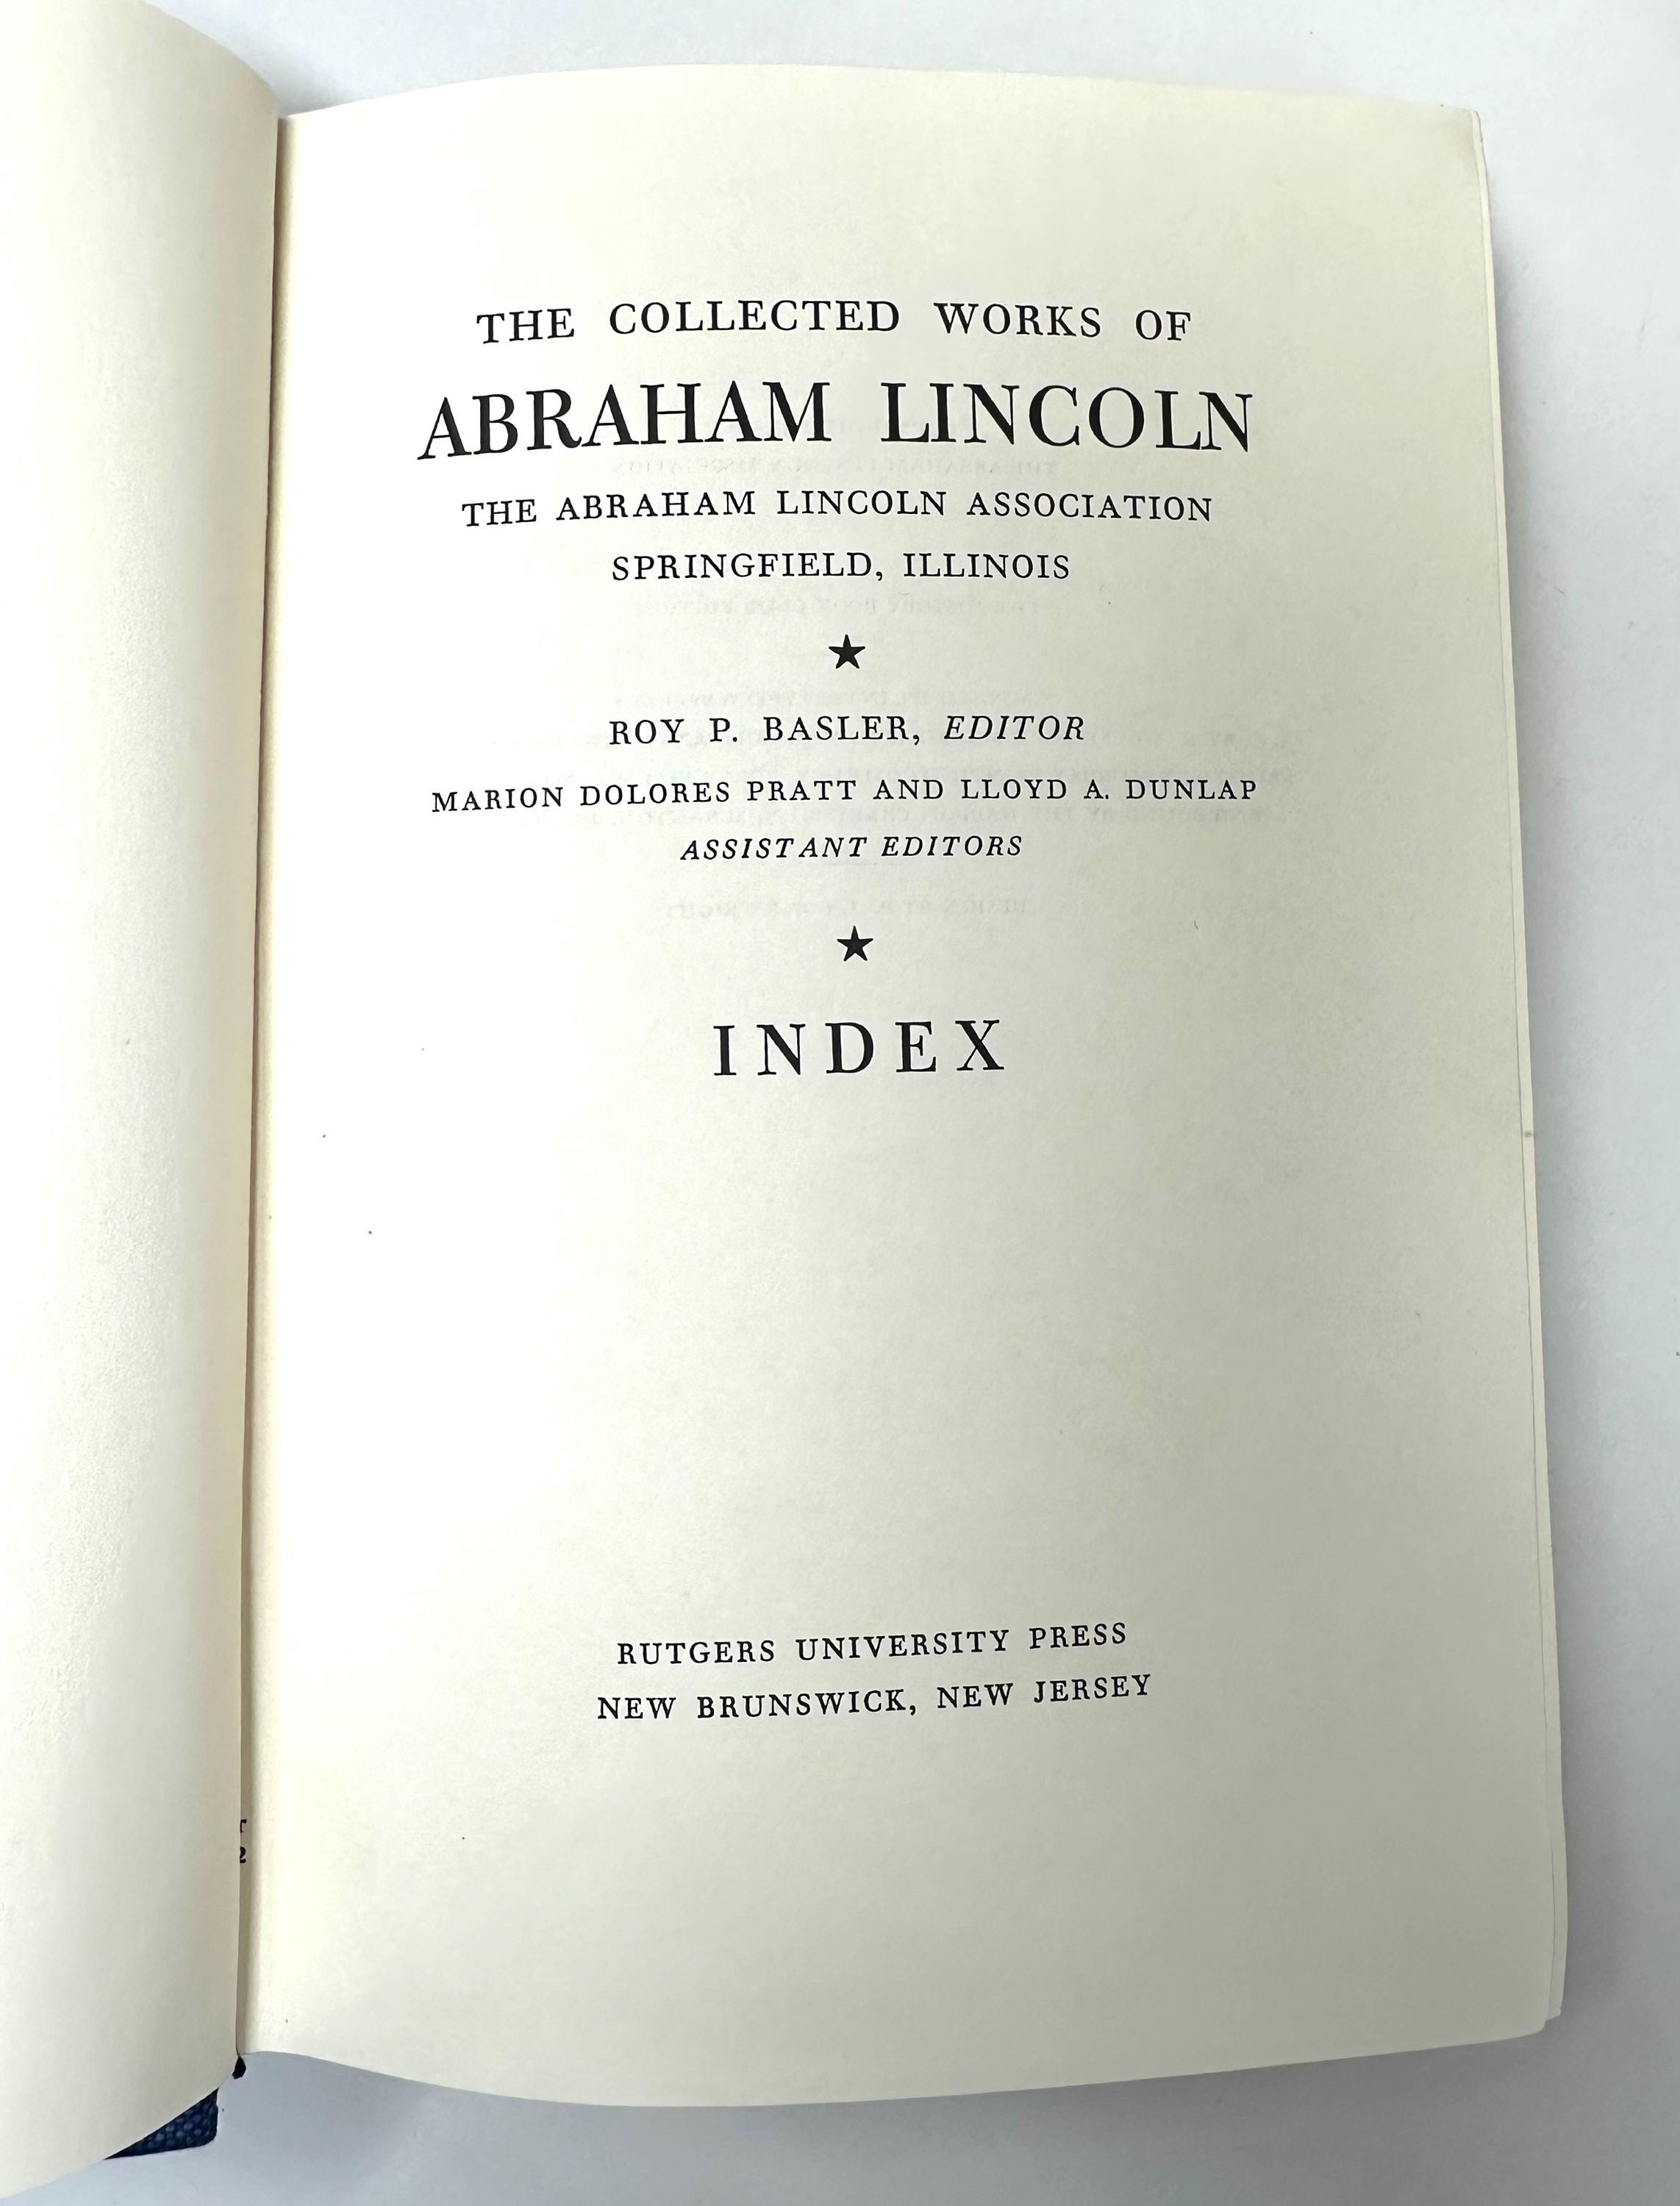 THE COLLECTED WORKS OF
ABRAHAM LINCOLN
THE ABRAHAM LINCOLN ASSOCIATION
SPRINGFIELD, ILLINOIS
★
ROY P. BASLER, EDITOR
MARION DOLORES PRATT AND LLOYD A. DUNLAP
ASSISTANT EDITORS
★
INDEX
RUTGERS UNIVERSITY PRESS
NEW BRUNSWICK, NEW JERSEY